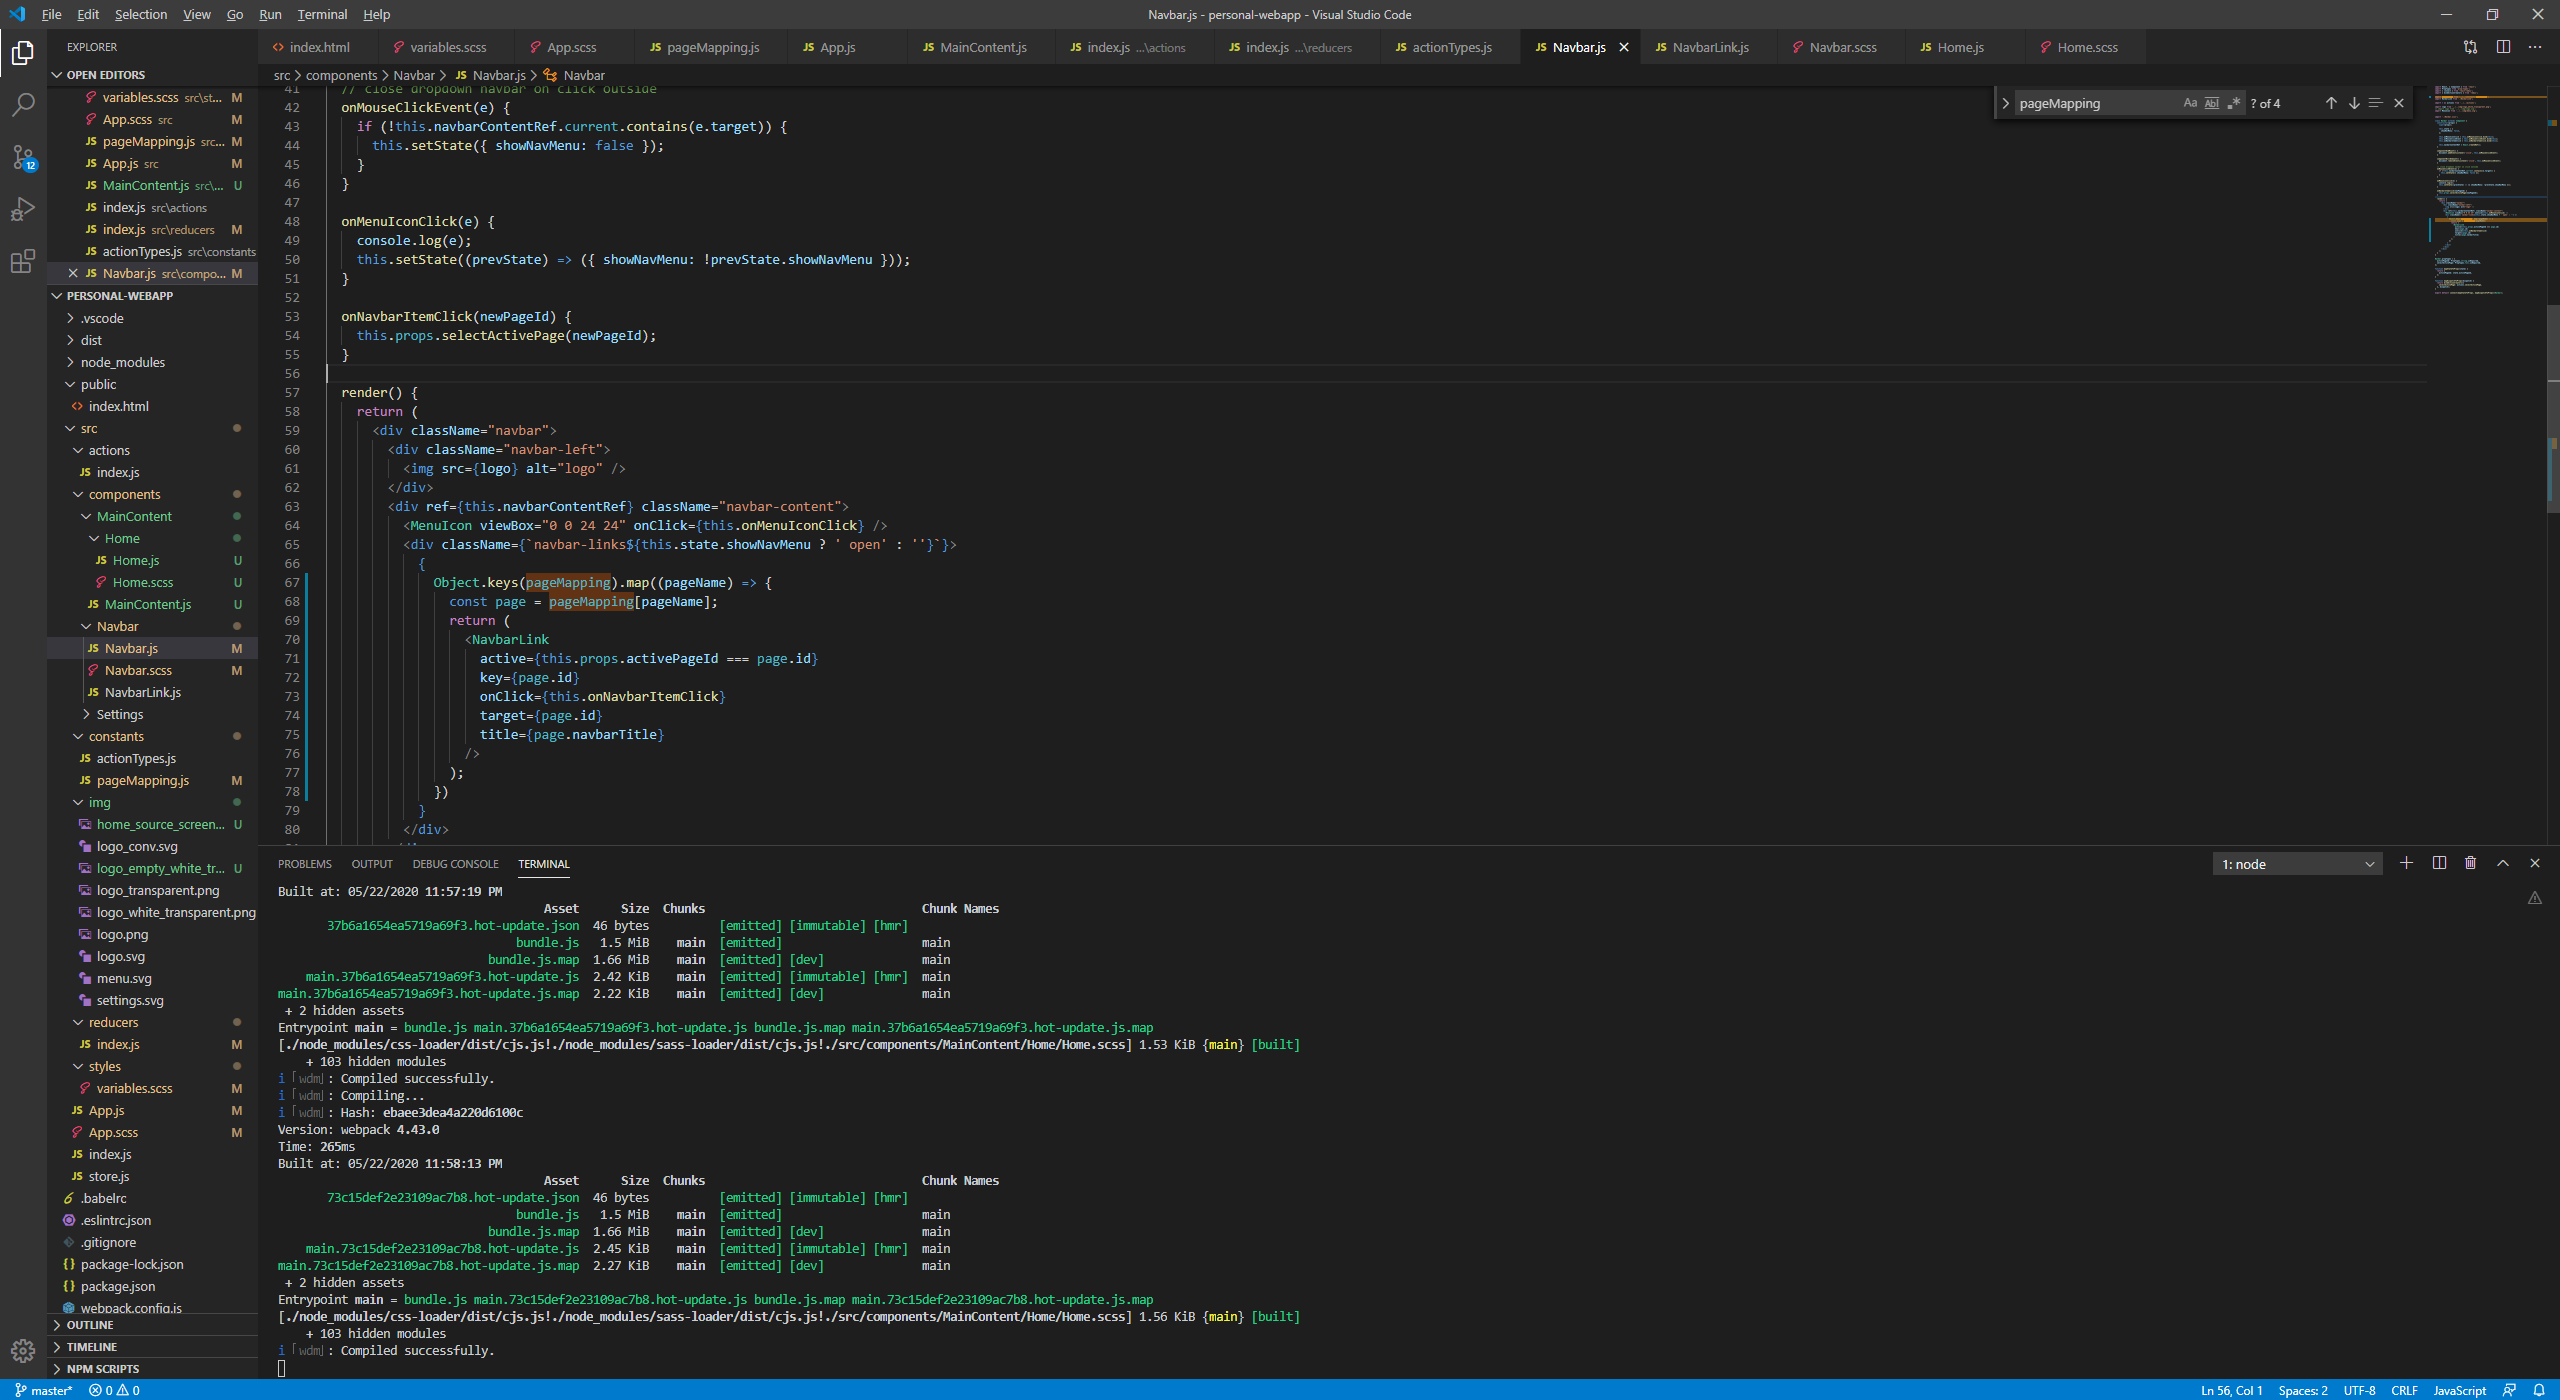 File Edit Selection View Go Run Terminal Help
Navbar.js - personal-webapp - Visual Studio Code
EXPLORER
OPEN EDITORS
variables.scss src\st... M
App.scss src M
pageMapping.js src... M
App.js src M
MainContent.js src\... U
index.js src\actions
index.js src\reducers M
actionTypes.js src\constants
Navbar.js src\compo... M
PERSONAL-WEBAPP
.vscode
dist
node_modules
public
index.html
src
actions
JS index.js
components
MainContent
Home
JS Home.js U
Home.scss U
JS MainContent.js U
Navbar
JS Navbar.js M
Navbar.scss M
JS NavbarLink.js
Settings
constants
JS actionTypes.js
JS pageMapping.js M
img
home_source_screen... U
logo_conv.svg
logo_empty_white_tr... U
logo_transparent.png
logo_white_transparent.png
logo.png
logo.svg
menu.svg
settings.svg
reducers
JS index.js M
styles
variables.scss M
JS App.js M
App.scss M
JS index.js
JS store.js
.babelrc
.eslintrc.json
.gitignore
{} package-lock.json
{} package.json
webpack.config.js
OUTLINE
TIMELINE
NPM SCRIPTS
12
index.html variables.scss App.scss JS pageMapping.js JS App.js JS MainContent.js JS index.js ...\actions JS index.js ...\reducers JS actionTypes.js JS Navbar.js JS NavbarLink.js Navbar.scss JS Home.js Home.scss
src > components > Navbar > JS Navbar.js > Navbar
pageMapping Aa Abl .* ? of 4
41 // close dropdown navbar on click outside
42 onMouseClickEvent(e) {
43 if (!this.navbarContentRef.current.contains(e.target)) {
44 this.setState({ showNavMenu: false });
45 }
46 }
47
48 onMenuIconClick(e) {
49 console.log(e);
50 this.setState((prevState) => ({ showNavMenu: !prevState.showNavMenu }));
51 }
52
53 onNavbarItemClick(newPageId) {
54 this.props.selectActivePage(newPageId);
55 }
56
57 render() {
58 return (
59 <div className="navbar">
60 <div className="navbar-left">
61 <img src={logo} alt="logo" />
62 </div>
63 <div ref={this.navbarContentRef} className="navbar-content">
64 <MenuIcon viewBox="0 0 24 24" onClick={this.onMenuIconClick} />
65 <div className={`navbar-links${this.state.showNavMenu ? ' open' : ''}`}>
66 {
67 Object.keys(pageMapping).map((pageName) => {
68 const page = pageMapping[pageName];
69 return (
70 <NavbarLink
71 active={this.props.activePageId === page.id}
72 key={page.id}
73 onClick={this.onNavbarItemClick}
74 target={page.id}
75 title={page.navbarTitle}
76 />
77 );
78 })
79 }
80 </div>
PROBLEMS OUTPUT DEBUG CONSOLE TERMINAL
1: node
Built at: 05/22/2020 11:57:19 PM
Asset Size Chunks Chunk Names
37b6a1654ea5719a69f3.hot-update.json 46 bytes [emitted] [immutable] [hmr]
bundle.js 1.5 MiB main [emitted] main
bundle.js.map 1.66 MiB main [emitted] [dev] main
main.37b6a1654ea5719a69f3.hot-update.js 2.42 KiB main [emitted] [immutable] [hmr] main
main.37b6a1654ea5719a69f3.hot-update.js.map 2.22 KiB main [emitted] [dev] main
+ 2 hidden assets
Entrypoint main = bundle.js main.37b6a1654ea5719a69f3.hot-update.js bundle.js.map main.37b6a1654ea5719a69f3.hot-update.js.map
[./node_modules/css-loader/dist/cjs.js!./node_modules/sass-loader/dist/cjs.js!./src/components/MainContent/Home/Home.scss] 1.53 KiB {main} [built]
+ 103 hidden modules
i ｢wdm｣: Compiled successfully.
i ｢wdm｣: Compiling...
i ｢wdm｣: Hash: ebaee3dea4a220d6100c
Version: webpack 4.43.0
Time: 265ms
Built at: 05/22/2020 11:58:13 PM
Asset Size Chunks Chunk Names
73c15def2e23109ac7b8.hot-update.json 46 bytes [emitted] [immutable] [hmr]
bundle.js 1.5 MiB main [emitted] main
bundle.js.map 1.66 MiB main [emitted] [dev] main
main.73c15def2e23109ac7b8.hot-update.js 2.45 KiB main [emitted] [immutable] [hmr] main
main.73c15def2e23109ac7b8.hot-update.js.map 2.27 KiB main [emitted] [dev] main
+ 2 hidden assets
Entrypoint main = bundle.js main.73c15def2e23109ac7b8.hot-update.js bundle.js.map main.73c15def2e23109ac7b8.hot-update.js.map
[./node_modules/css-loader/dist/cjs.js!./node_modules/sass-loader/dist/cjs.js!./src/components/MainContent/Home/Home.scss] 1.56 KiB {main} [built]
+ 103 hidden modules
i ｢wdm｣: Compiled successfully.
master* 0 0 Ln 56, Col 1 Spaces: 2 UTF-8 CRLF JavaScript